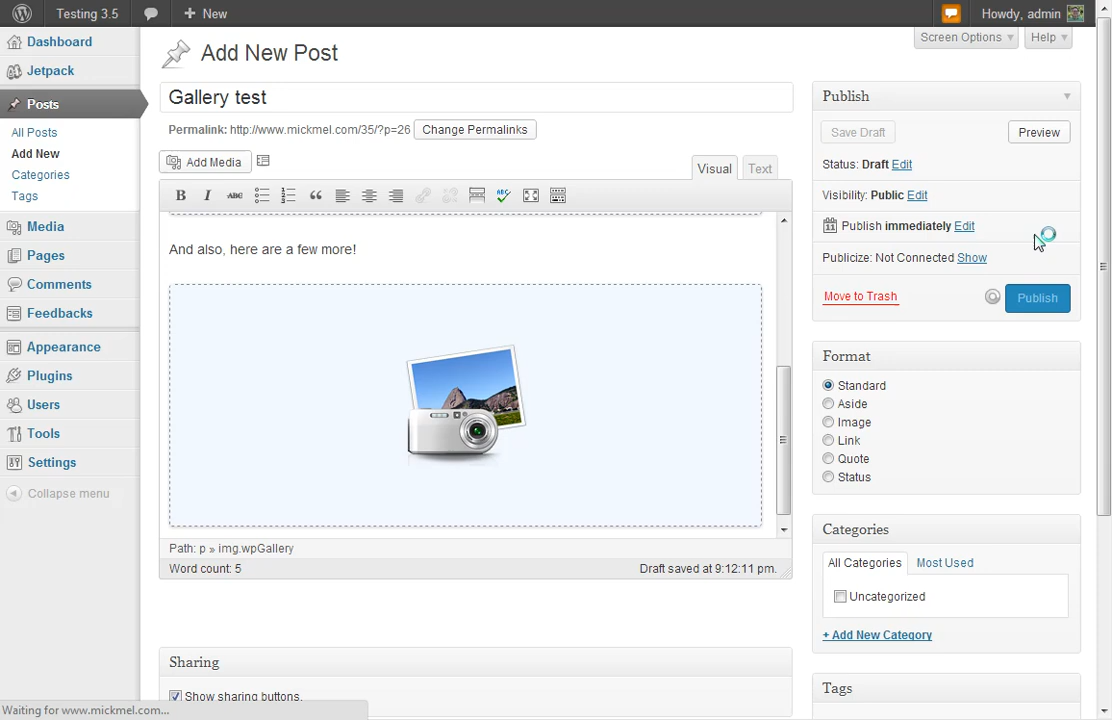 Testing 3.5
New
Howdy, admin
Dashboard
Jetpack
Posts
All Posts
Add New
Categories
Tags
Media
Pages
Comments
Feedbacks
Appearance
Plugins
Users
Tools
Settings
Collapse menu
Screen Options
Help
Add New Post
Gallery test
Permalink: http://www.mickmel.com/35/?p=26 Change Permalinks
Add Media
Visual
Text
B
I
ABC
ABC
And also, here are a few more!
Path: p » img.wpGallery
Word count: 5
Draft saved at 9:12:11 pm.
Sharing
Show sharing buttons.
Publish
Save Draft
Preview
Status: Draft Edit
Visibility: Public Edit
Publish immediately Edit
Publicize: Not Connected Show
Move to Trash
Publish
Format
Standard
Aside
Image
Link
Quote
Status
Categories
All Categories
Most Used
Uncategorized
+ Add New Category
Tags
Waiting for www.mickmel.com...